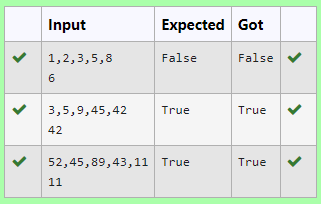 Input Expected Got
1,2,3,5,8 False False
6
3,5,9,45,42 True True
42
52,45,89,43,11 True True
11